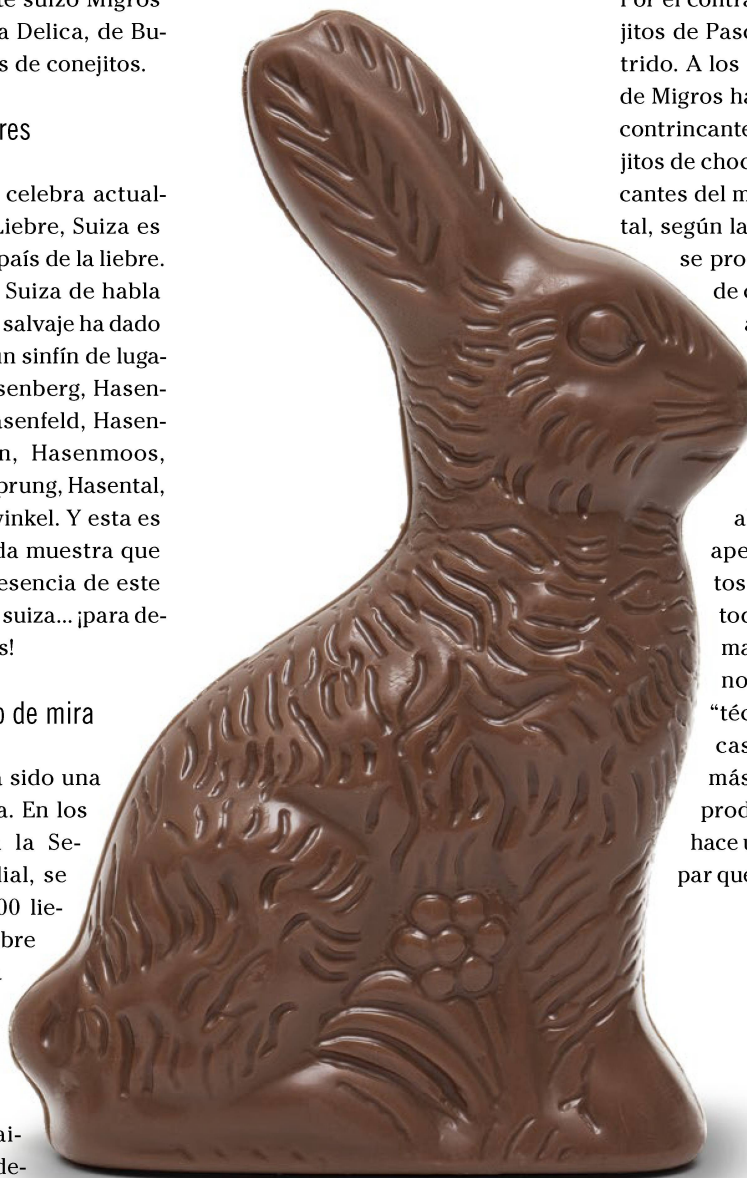 te suizo Migros
a Delica, de Bu-
s de conejitos.
res
celebra actual-
Liebre, Suiza es
país de la liebre.
Suiza de habla
salvaje ha dado
un sinfín de luga-
senberg, Hasen-
asenfeld, Hasen-
n, Hasenmoos,
prung, Hasental,
winkel. Y esta es
da muestra que
esencia de este
suiza... ¡para de-
s!
o de mira
a sido una
a. En los
la Se-
dial, se
00 lie-
bre
ai-
de-
Por el contra
jitos de Pasc
trido. A los
de Migros ha
contrincante
jitos de choc
cantes del m
tal, según la
se pro
de c
a
a
ape
tos
tod
ma
no
“téc
cas
más
prod
hace u
par que